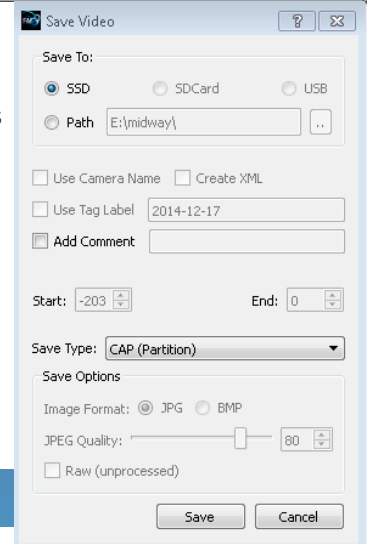 Save Video
Save To:
SSD SDCard USB
Path E:\midway\ ..
Use Camera Name Create XML
Use Tag Label 2014-12-17
Add Comment
Start: -203 End: 0
Save Type: CAP (Partition)
Save Options
Image Format: JPG BMP
JPEG Quality: 80
Raw (unprocessed)
Save Cancel